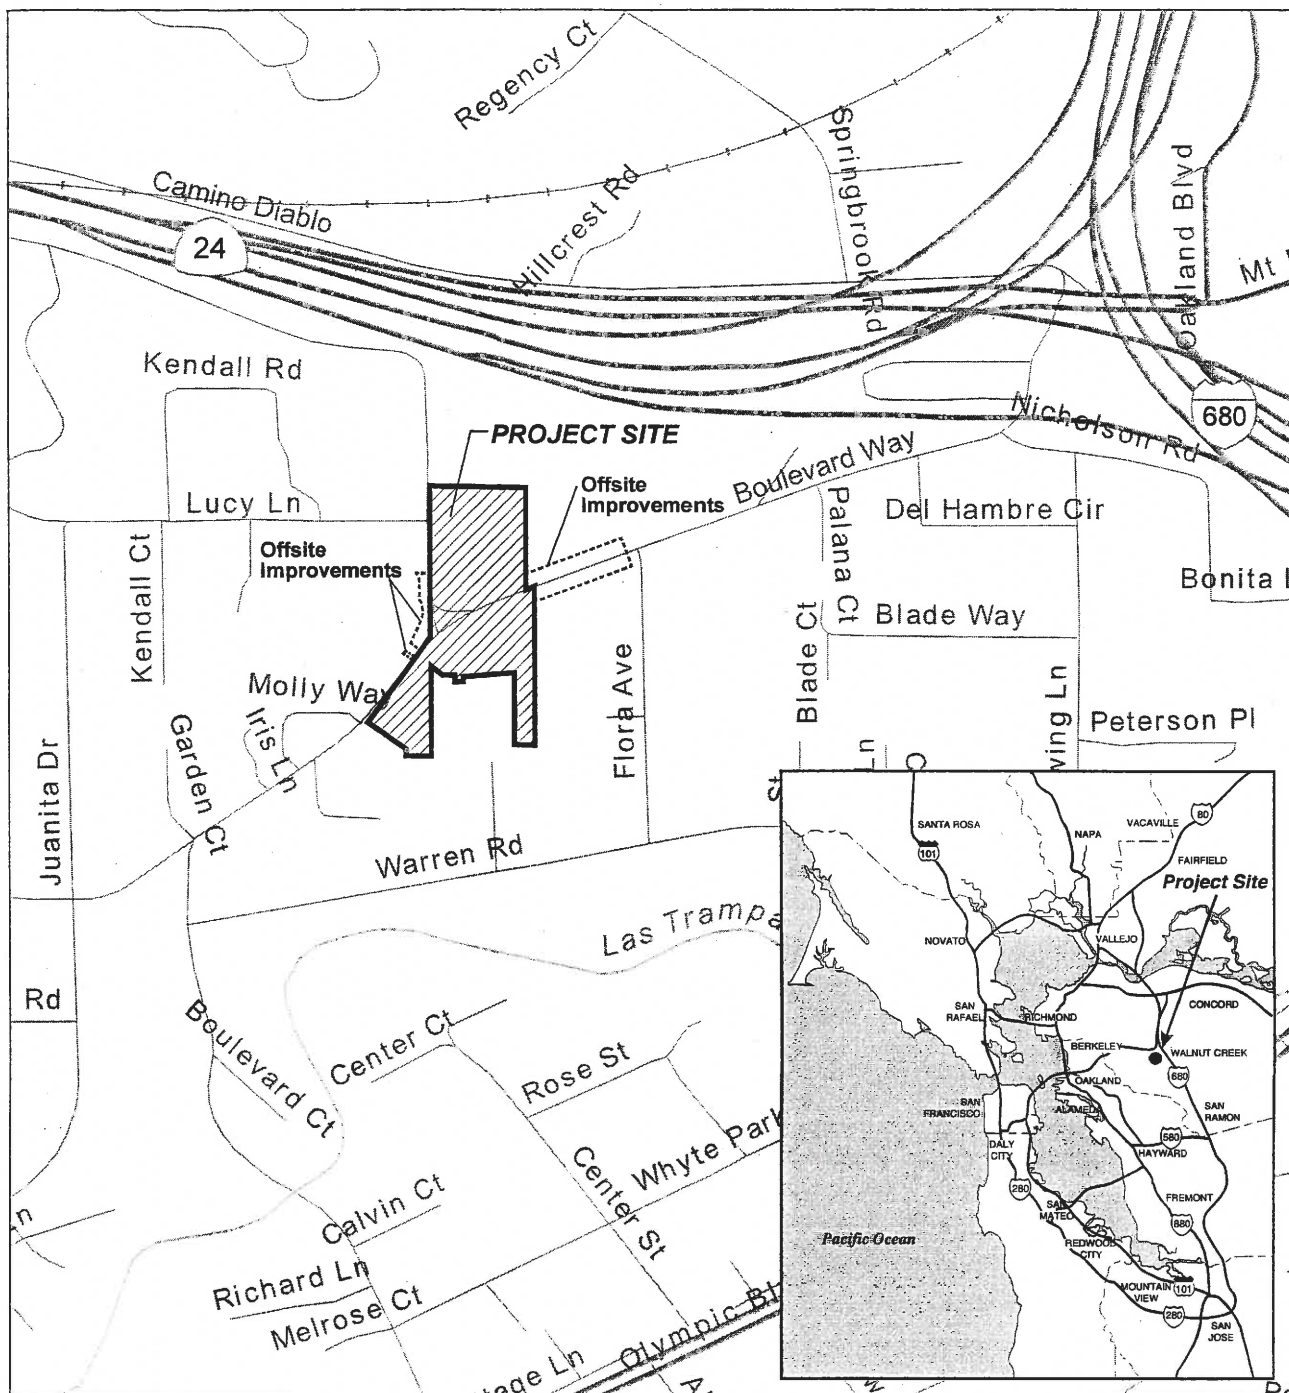 Regency Ct
Springbrook Rd
Oakland Blvd
Camino Diablo
Hillcrest Rd
24
Mt
Kendall Rd
680
Nicholson Rd
PROJECT SITE
Boulevard Way
Offsite
Improvements
Lucy Ln
Palana Ct
Del Hambre Cir
Kendall Ct
Offsite
Improvements
Bonita
Blade Way
Blade Ct
Molly Way
Flora Ave
Iris Ln
Garden Ct
Peterson Pl
Juanita Dr
Warren Rd
Las Trampa
Rd
Boulevard Ct
Center Ct
Rose St
Whyte Park
Center St
Calvin Ct
Richard Ln
Melrose Ct
Olympic Bl
Ln
SANTA ROSA
NAPA
VACAVILLE
80
101
FAIRFIELD
Project Site
NOVATO
VALLEJO
SAN
RAFAEL
RICHMOND
CONCORD
BERKELEY
WALNUT CREEK
680
OAKLAND
ALAMEDA
SAN
FRANCISCO
SAN
RAMON
DALY
CITY
580
HAYWARD
280
SAN
MATEO
FREMONT
880
Pacific Ocean
REDWOOD
CITY
MOUNTAIN
VIEW
101
280
SAN
JOSE